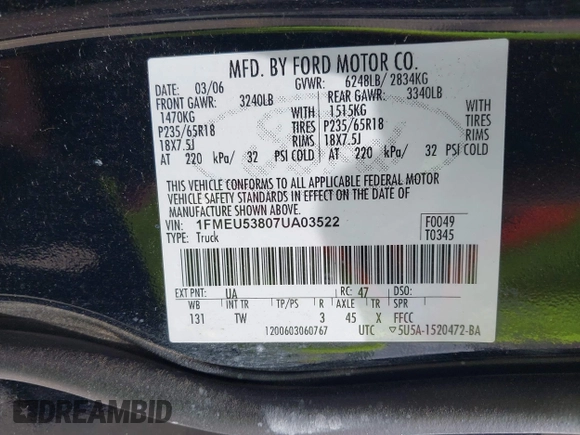 MFD. BY FORD MOTOR CO.
DATE: 03/06 GVWR: 6248LB/ 2834KG
FRONT GAWR: 3240LB REAR GAWR: 3340LB
1470KG WITH 1515KG WITH
P235/65R18 TIRES P235/65R18 TIRES
18X7.5J RIMS 18X7.5J RIMS
AT 220 kPa/ 32 PSI COLD AT 220 kPa/ 32 PSI COLD
THIS VEHICLE CONFORMS TO ALL APPLICABLE FEDERAL MOTOR
VEHICLE SAFETY STANDARDS IN EFFECT ON THE DATE OF
MANUFACTURE SHOWN ABOVE.
VIN: 1FMEU53807UA03522 F0049
TYPE: Truck T0345
EXT PNT: UA RC: 47 DSO:
WB TW TP/PS R AXLE TR SPR
131 3 45 X FFCC
1200603060767 UTC ▽5U5A-1520472-BA
DREAMBID